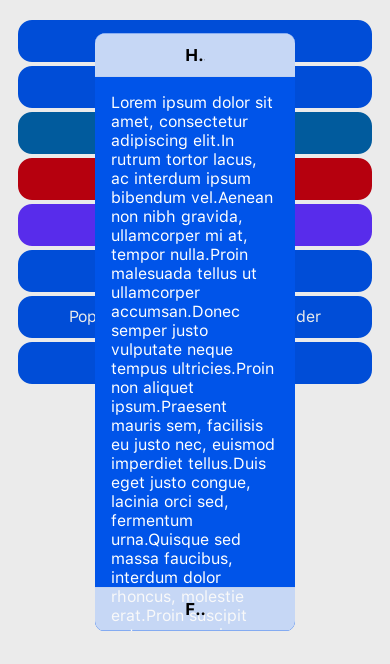 H.
Lorem ipsum dolor sit
amet, consectetur
adipiscing elit.In
rutrum tortor lacus,
ac interdum ipsum
bibendum vel.Aenean
non nibh gravida,
ullamcorper mi at,
tempor nulla.Proin
malesuada tellus ut
ullamcorper
accumsan.Donec
semper justo
Pop
der
vulputate neque
tempus ultricies.Proin
non aliquet
ipsum.Praesent
mauris sem, facilisis
eu justo nec, euismod
imperdiet tellus.Duis
eget justo congue,
lacinia orci sed,
fermentum
urna.Quisque sed
massa faucibus,
interdum dolor
rhoncus, molestie
erat.Proin suscipit
F..